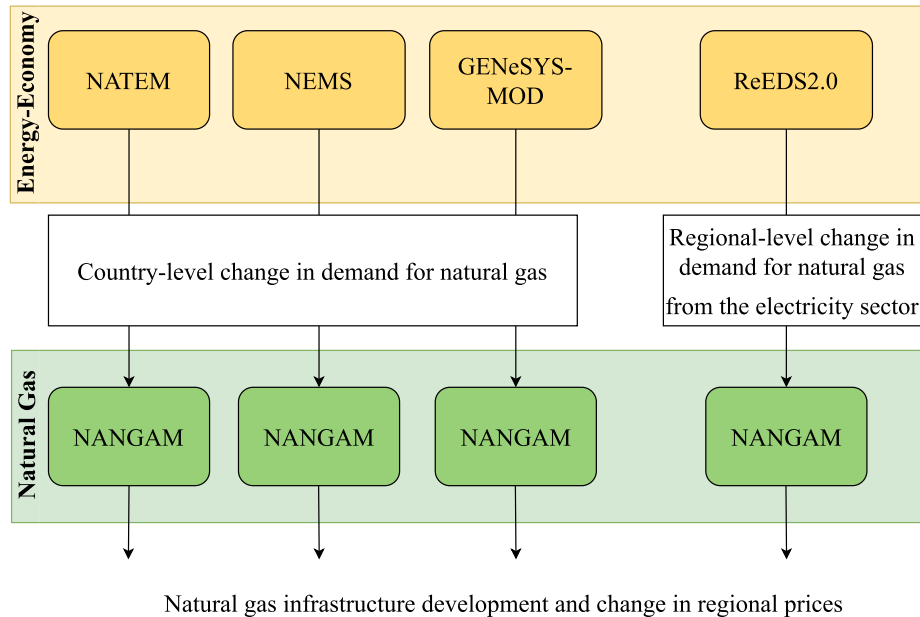 Energy-Economy
NATEM
NEMS
GENeSYS-
MOD
ReEDS2.0
Country-level change in demand for natural gas
Regional-level change in
demand for natural gas
from the electricity sector
Natural Gas
NANGAM
NANGAM
NANGAM
NANGAM
Natural gas infrastructure development and change in regional prices